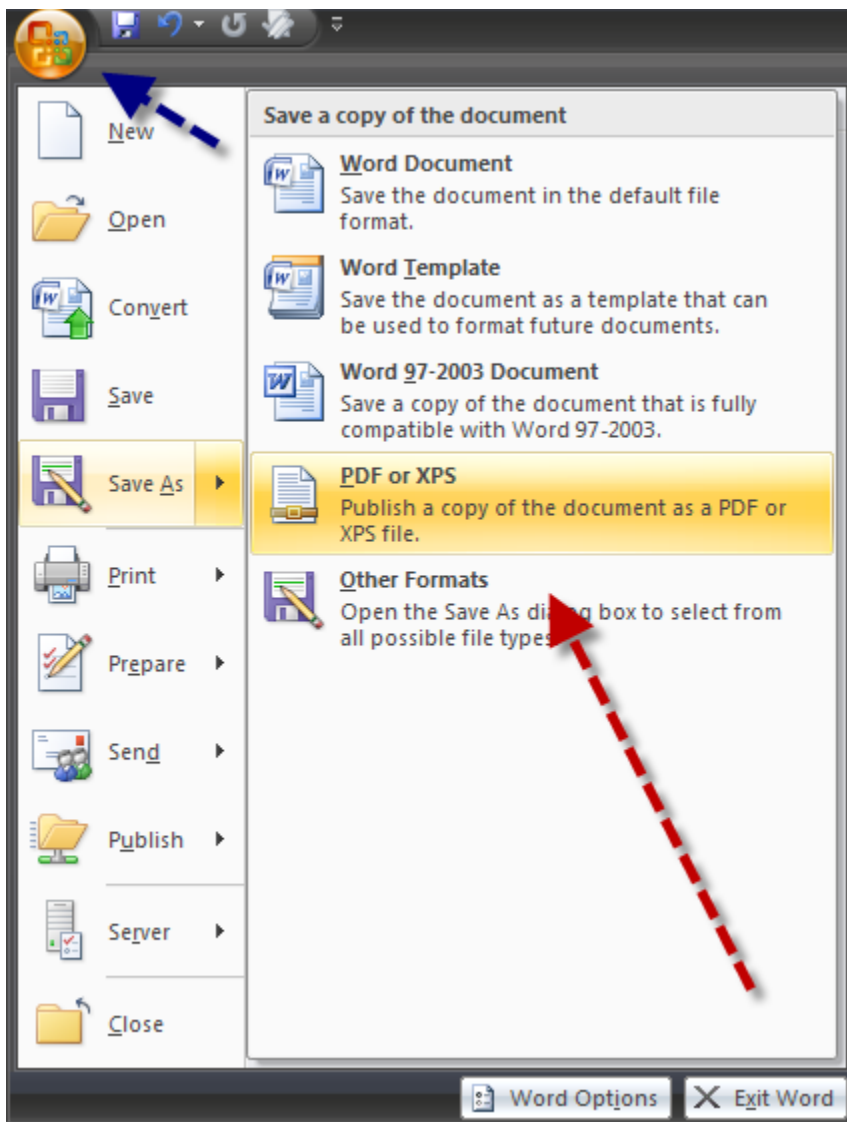 New
Open
Convert
Save
Save As
Print
Prepare
Send
Publish
Server
Close
Save a copy of the document
Word Document
Save the document in the default file
format.
Word Template
Save the document as a template that can
be used to format future documents.
Word 97-2003 Document
Save a copy of the document that is fully
compatible with Word 97-2003.
PDF or XPS
Publish a copy of the document as a PDF or
XPS file.
Other Formats
Open the Save As dialog box to select from
all possible file types
Word Options
Exit Word